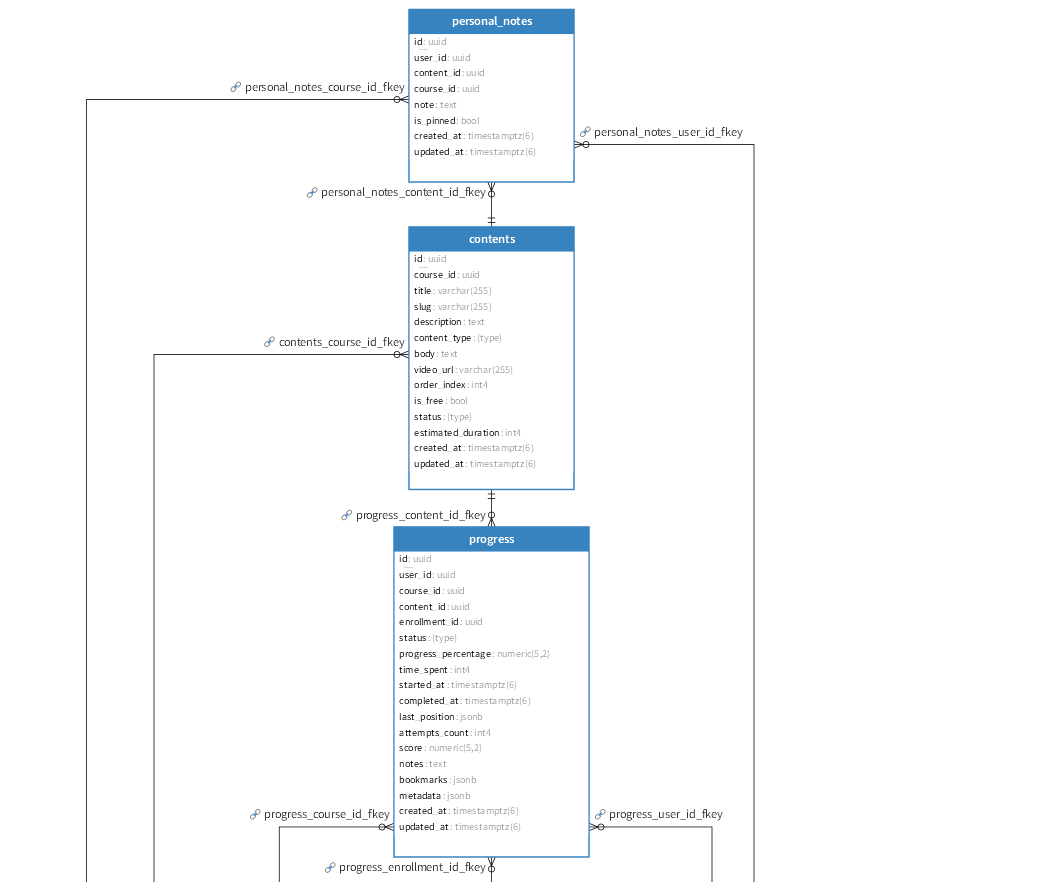 personal_notes
id: uuid
user_id: uuid
content_id: uuid
personal_notes_course_id_fkey
course_id: uuid
note: text
is_pinned: bool
personal_notes_user_id_fkey
created_at: timestamptz(6)
updated_at: timestamptz(6)
personal_notes_content_id_fkey
contents
id: uuid
course_id: uuid
title: varchar(255)
slug: varchar(255)
description: text
content_type: (type)
contents_course_id_fkey
body: text
video_url: varchar(255)
order_index: int4
is_free: bool
status: (type)
estimated_duration: int4
created_at: timestamptz(6)
updated_at: timestamptz(6)
progress_content_id_fkey
progress
id: uuid
user_id: uuid
course_id: uuid
content_id: uuid
enrollment_id: uuid
status: (type)
progress_percentage: numeric(5,2)
time_spent: int4
started_at: timestamptz(6)
completed_at: timestamptz(6)
last_position: jsonb
attempts_count: int4
score: numeric(5,2)
notes: text
bookmarks: jsonb
metadata: jsonb
created_at: timestamptz(6)
progress_course_id_fkey
progress_user_id_fkey
updated_at: timestamptz(6)
progress_enrollment_id_fkey